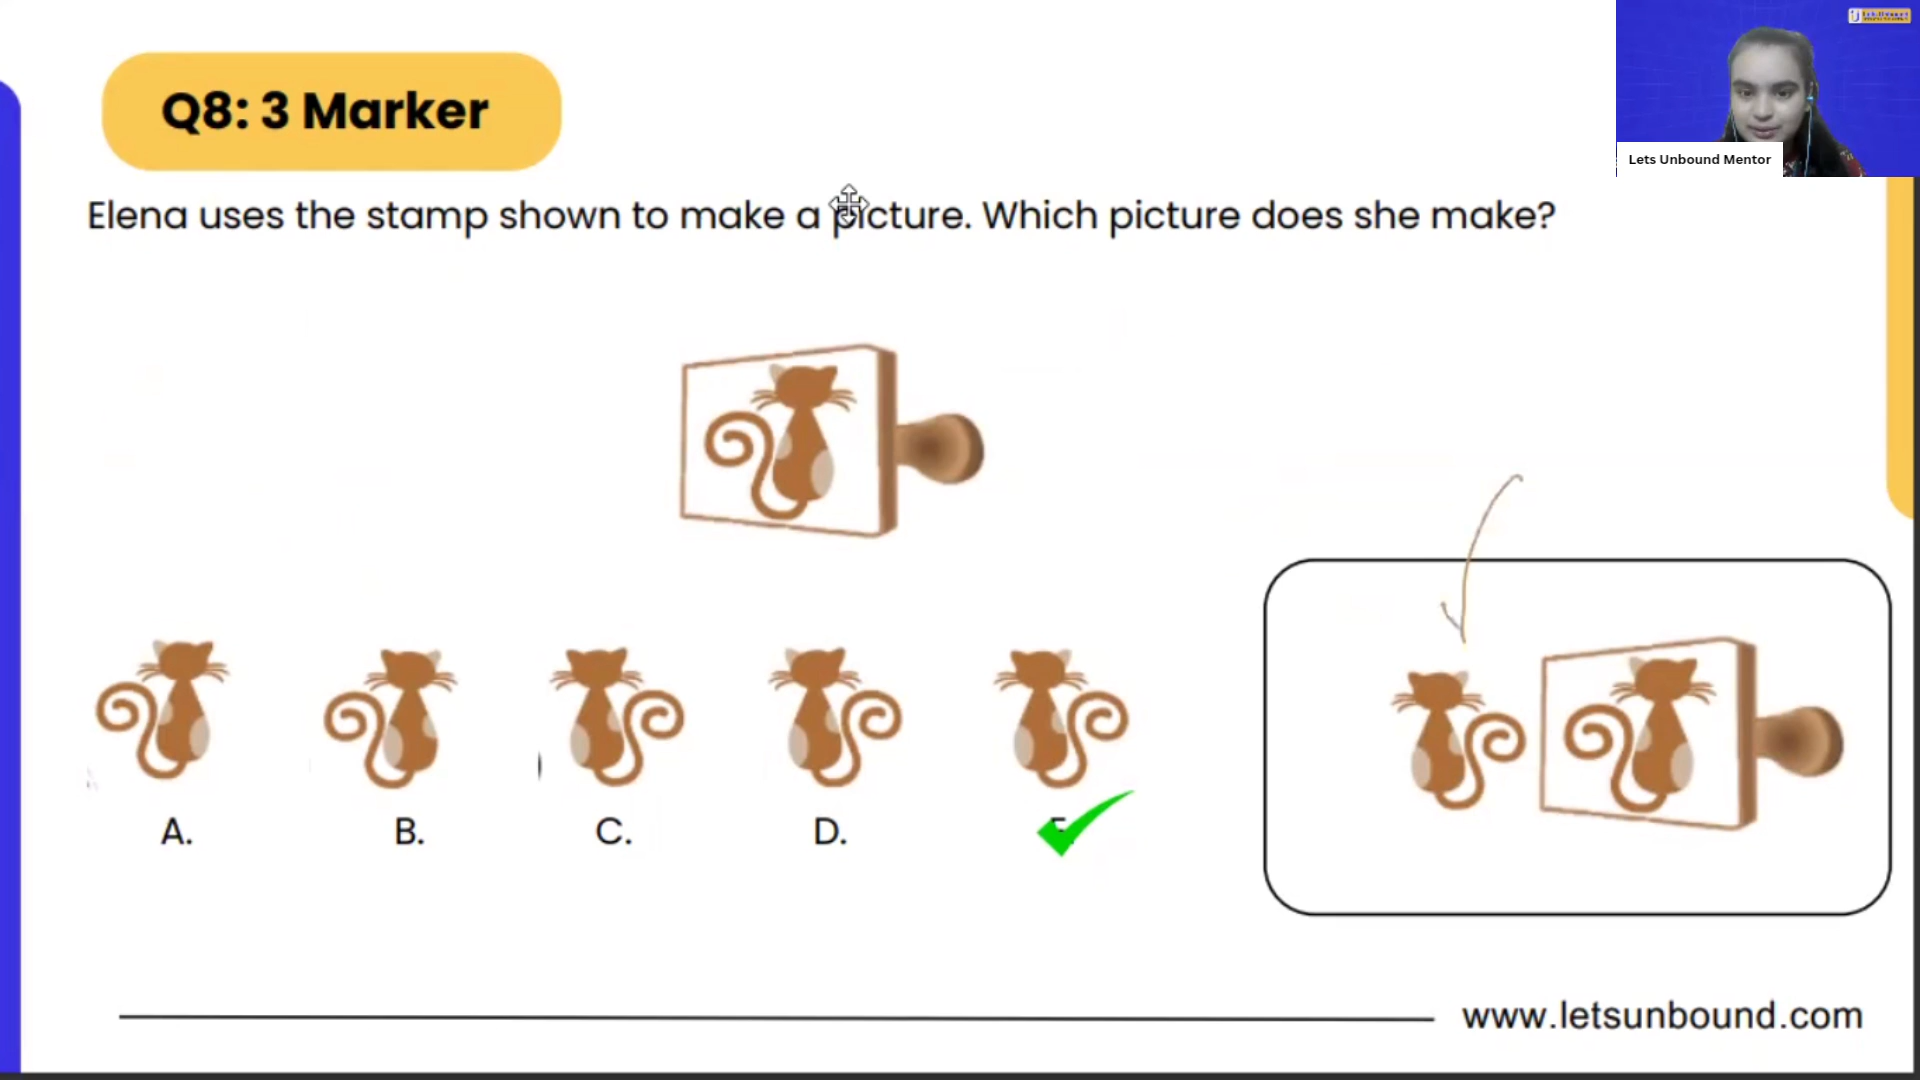 Q8: 3 Marker
Lets Unbound Mentor
Elena uses the stamp shown to make a picture. Which picture does she make?
A.
B.
C.
D.
www.letsunbound.com